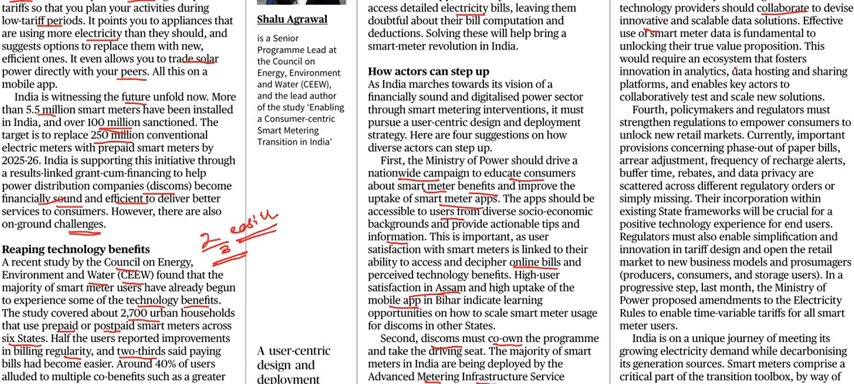 tariffs so that you plan your activities during
low-tariff periods. It points you to appliances that
are using more electricity than they should, and
suggests options to replace them with new,
efficient ones. It even allows you to trade solar
power directly with your peers. All this on a
mobile app.
India is witnessing the future unfold now. More
than 5.5 million smart meters have been installed
in India, and over 100 million sanctioned. The
target is to replace 250 million conventional
electric meters with prepaid smart meters by
2025-26. India is supporting this initiative through
a results-linked grant-cum-financing to help
power distribution companies (discoms) become
financially sound and efficient to deliver better
services to consumers. However, there are also
on-ground challenges.
Reaping technology benefits
A recent study by the Council on Energy,
Environment and Water (CEEW) found that the
majority of smart meter users have already begun
to experience some of the technology benefits.
The study covered about 2,700 urban households
that use prepaid or postpaid smart meters across
six States. Half the users reported improvements
in billing regularity, and two-thirds said paying
bills had become easier. Around 40% of users
alluded to multiple co-benefits such as a greater
Shalu Agrawal
is a Senior
Programme Lead at
the Council on
Energy, Environment
and Water (CEEW),
and the lead author
of the study 'Enabling
a Consumer-centric
Smart Metering
Transition in India'
2
3
A user-centric
design and
deployment
access detailed electricity bills, leaving them
doubtful about their bill computation and
deductions. Solving these will help bring a
smart-meter revolution in India.
How actors can step up
As India marches towards its vision of a
financially sound and digitalised power sector
through smart metering interventions, it must
pursue a user-centric design and deployment
strategy. Here are four suggestions on how
diverse actors can step up.
First, the Ministry of Power should drive a
nationwide campaign to educate consumers
about smart meter benefits and improve the
uptake of smart meter apps. The apps should be
accessible to users from diverse socio-economic
backgrounds and provide actionable tips and
information. This is important, as user
satisfaction with smart meters is linked to their
ability to access and decipher online bills and
perceived technology benefits. High-user
satisfaction in Assam and high uptake of the
mobile app in Bihar indicate learning
opportunities on how to scale smart meter usage
for discoms in other States.
Second, discoms must co-own the programme
and take the driving seat. The majority of smart
meters in India are being deployed by the
Advanced Metering Infrastructure Service
technology providers should collaborate to devise
innovative and scalable data solutions. Effective
use of smart meter data is fundamental to
unlocking their true value proposition. This
would require an ecosystem that fosters
innovation in analytics, data hosting and sharing
platforms, and enables key actors to
collaboratively test and scale new solutions.
Fourth, policymakers and regulators must
strengthen regulations to empower consumers to
unlock new retail markets. Currently, important
provisions concerning phase-out of paper bills,
arrear adjustment, frequency of recharge alerts,
buffer time, rebates, and data privacy are
scattered across different regulatory orders or
simply missing. Their incorporation within
existing State frameworks will be crucial for a
positive technology experience for end users.
Regulators must also enable simplification and
innovation in tariff design and open the retail
market to new business models and prosumagers
(producers, consumers, and storage users). In a
progressive step, last month, the Ministry of
Power proposed amendments to the Electricity
Rules to enable time-variable tariffs for all smart
meter users.
India is on a unique journey of meeting its
growing electricity demand while decarbonising
its generation sources. Smart meters comprise a
critical part of the transition toolbox, by way of